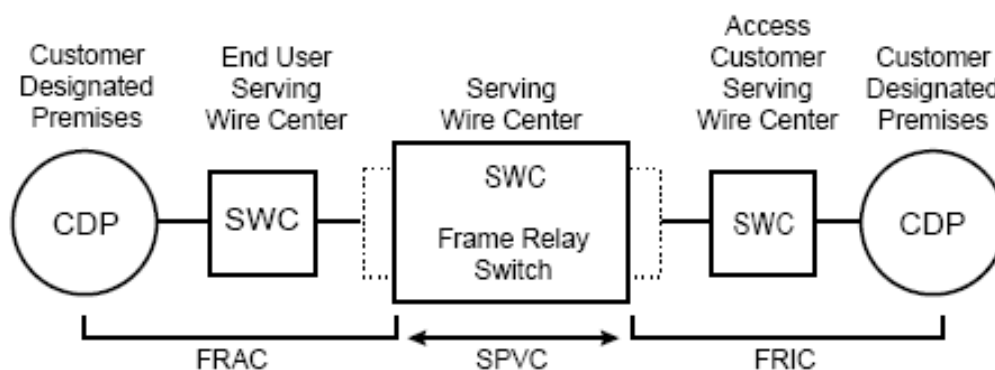 Customer
Designated
Premises
End User
Serving
Wire Center
Serving
Wire Center
Access
Customer
Serving
Wire Center
Customer
Designated
Premises
CDP
SWC
SWC
Frame Relay
Switch
SWC
CDP
FRAC
SPVC
FRIC